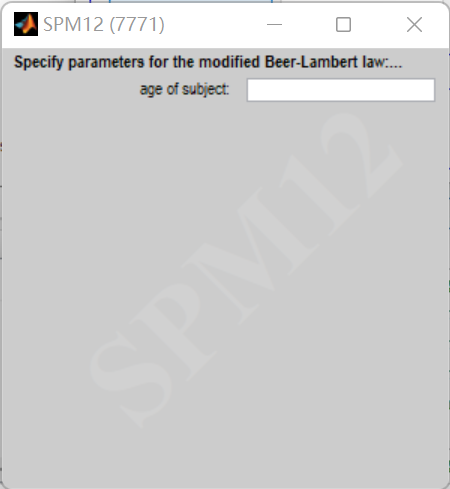 SPM12 (7771)
Specify parameters for the modified Beer-Lambert law:...
age of subject:
SPM12